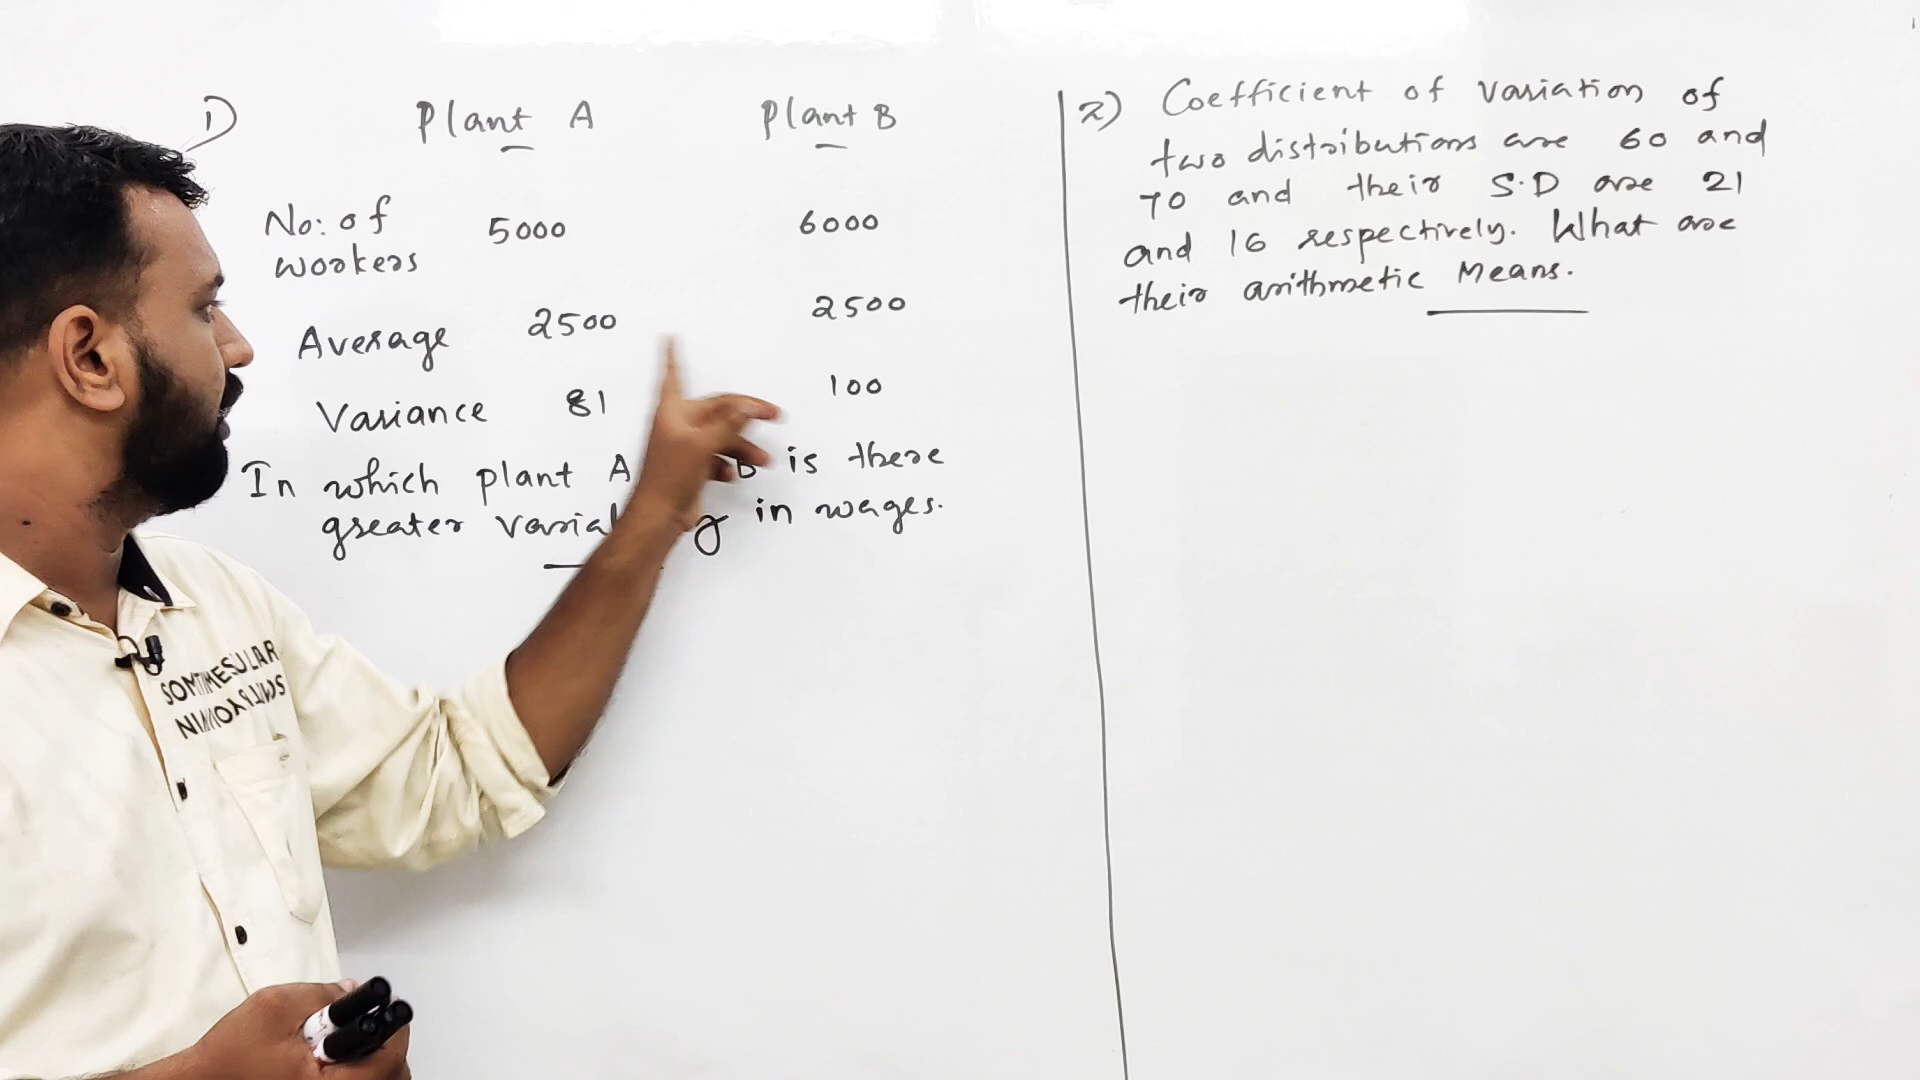 1) Plant A Plant B
No: of workers 5000 6000
Average 2500 2500
Variance 81 100
In which plant A B is there
greater in wages.
2) Coefficient of variation of
two distributions are 60 and
70 and their S.D are 21
and 16 respectively. What are
their arithmetic Means.
SOMTIMESULAR